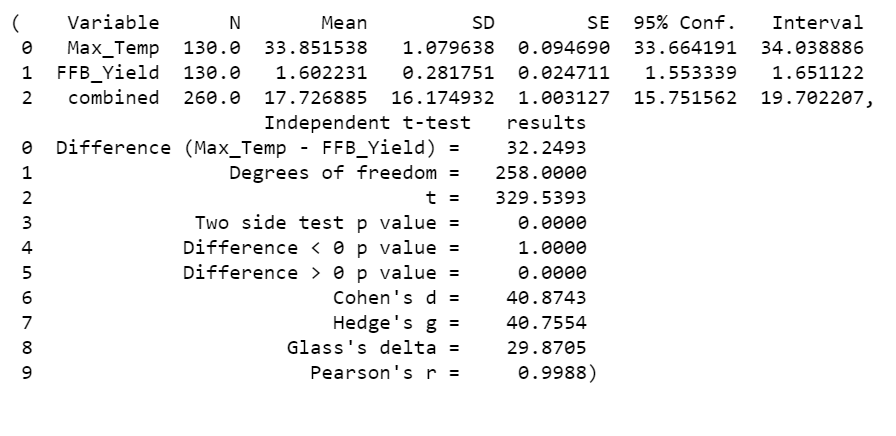 (   Variable      N       Mean         SD        SE  95% Conf.   Interval
0   Max_Temp  130.0  33.851538   1.079638  0.094690  33.664191  34.038886
1  FFB_Yield  130.0   1.602231   0.281751  0.024711   1.553339   1.651122
2   combined  260.0  17.726885  16.174932  1.003127  15.751562  19.702207,
Independent t-test   results
0  Difference (Max_Temp - FFB_Yield) =    32.2493
1  Degrees of freedom =   258.0000
2  t =   329.5393
3  Two side test p value =     0.0000
4  Difference < 0 p value =     1.0000
5  Difference > 0 p value =     0.0000
6  Cohen's d =    40.8743
7  Hedge's g =    40.7554
8  Glass's delta =    29.8705
9  Pearson's r =     0.9988)